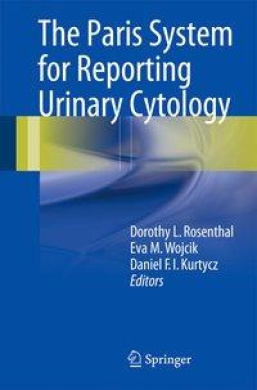 The Paris System
for Reporting
Urinary Cytology
Dorothy L. Rosenthal
Eva M. Wojcik
Daniel F. I. Kurtycz
Editors
Springer